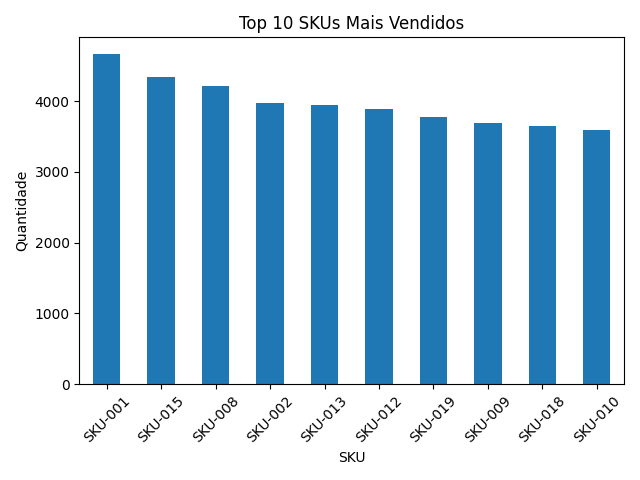 Top 10 SKUs Mais Vendidos
Quantidade
4000
3000
2000
1000
0
SKU-001
SKU-015
SKU-008
SKU-002
SKU-013
SKU-012
SKU-019
SKU-009
SKU-018
SKU-010
SKU